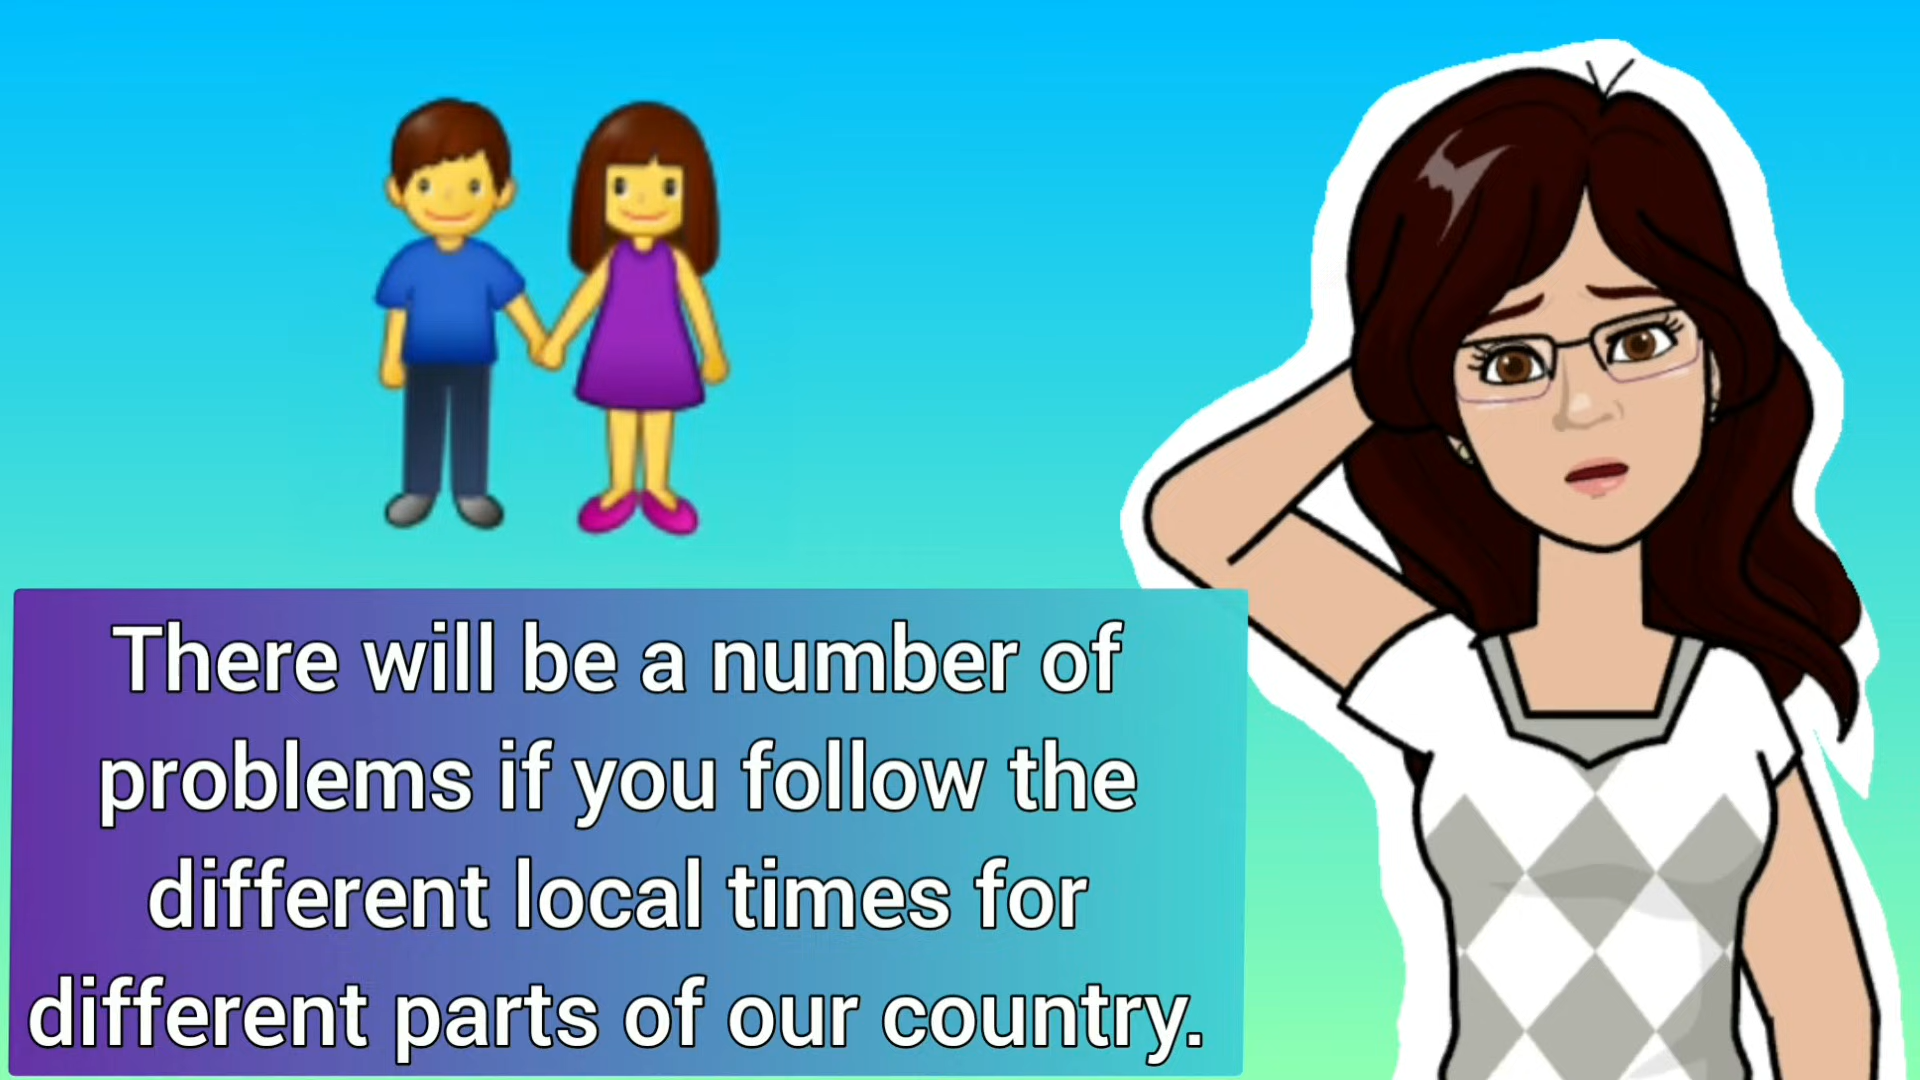 There will be a number of
problems if you follow the
different local times for
different parts of our country.